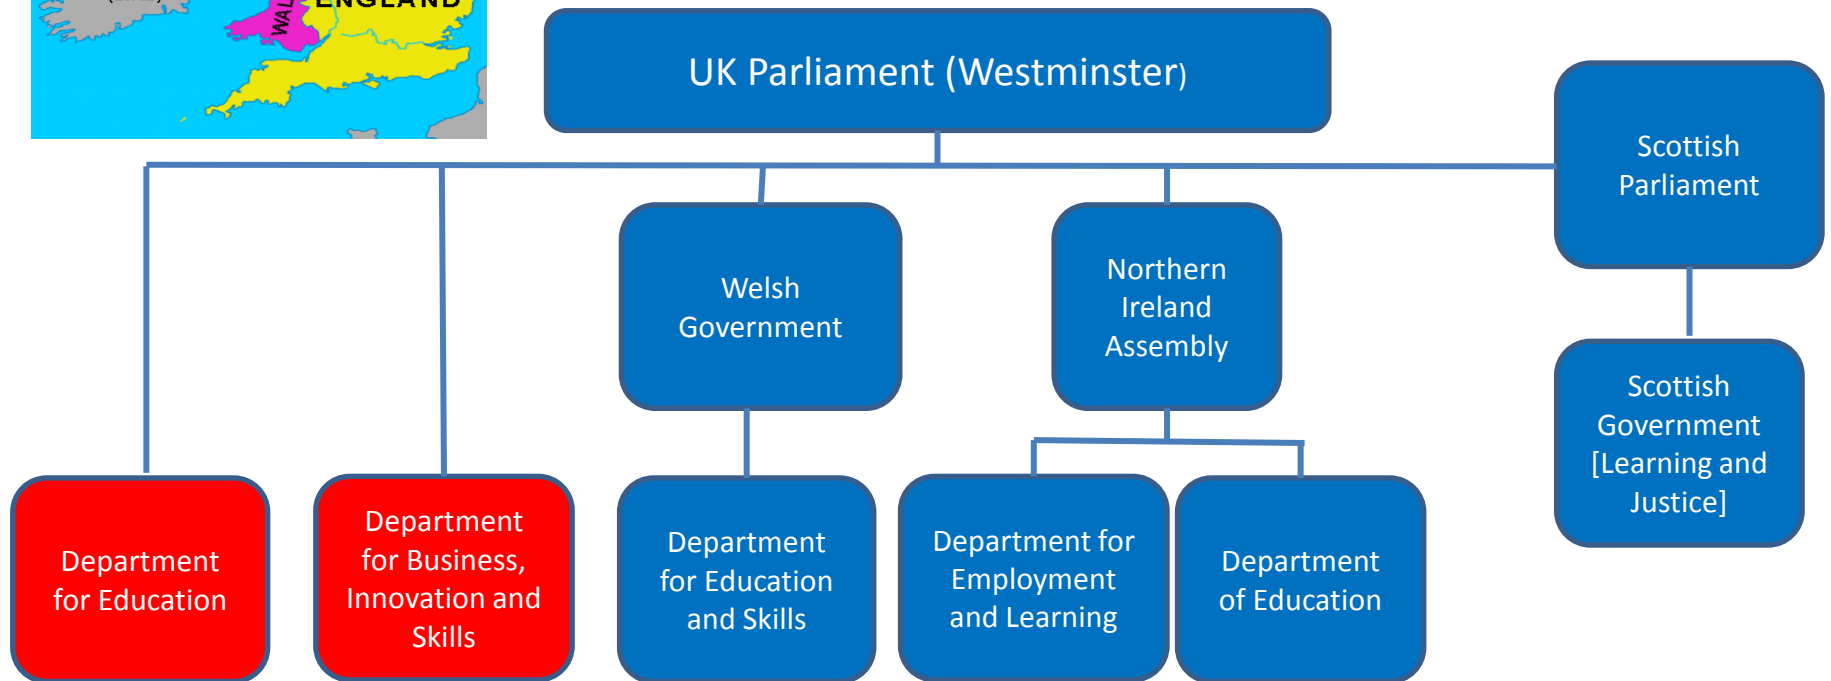 WAL
ENGLAND
UK Parliament (Westminster)
Scottish
Parliament
Welsh
Government
Northern
Ireland
Assembly
Scottish
Government
[Learning and
Justice]
Department
for Education
Department
for Business,
Innovation and
Skills
Department
for Education
and Skills
Department for
Employment
and Learning
Department
of Education